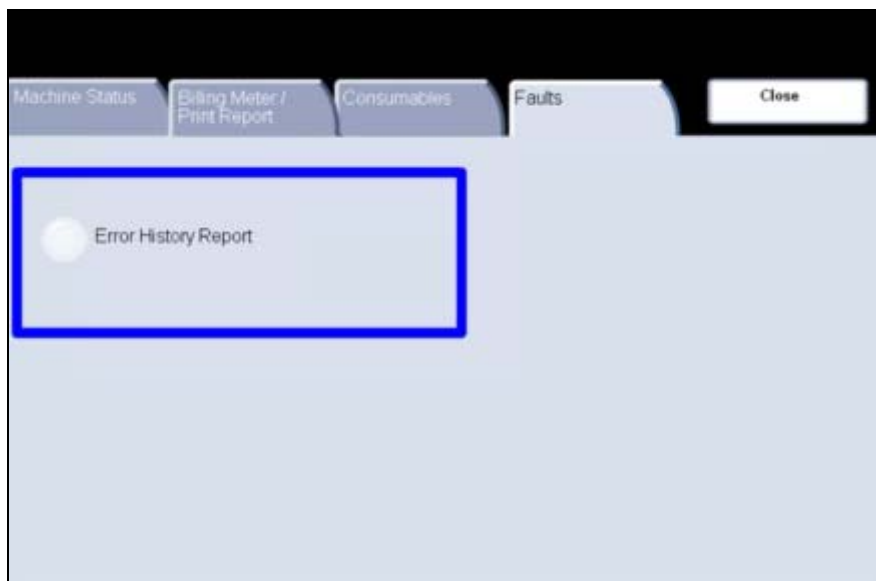 Machine Status
Billing Meter /
Print Report
Consumables
Faults
Close
Error History Report